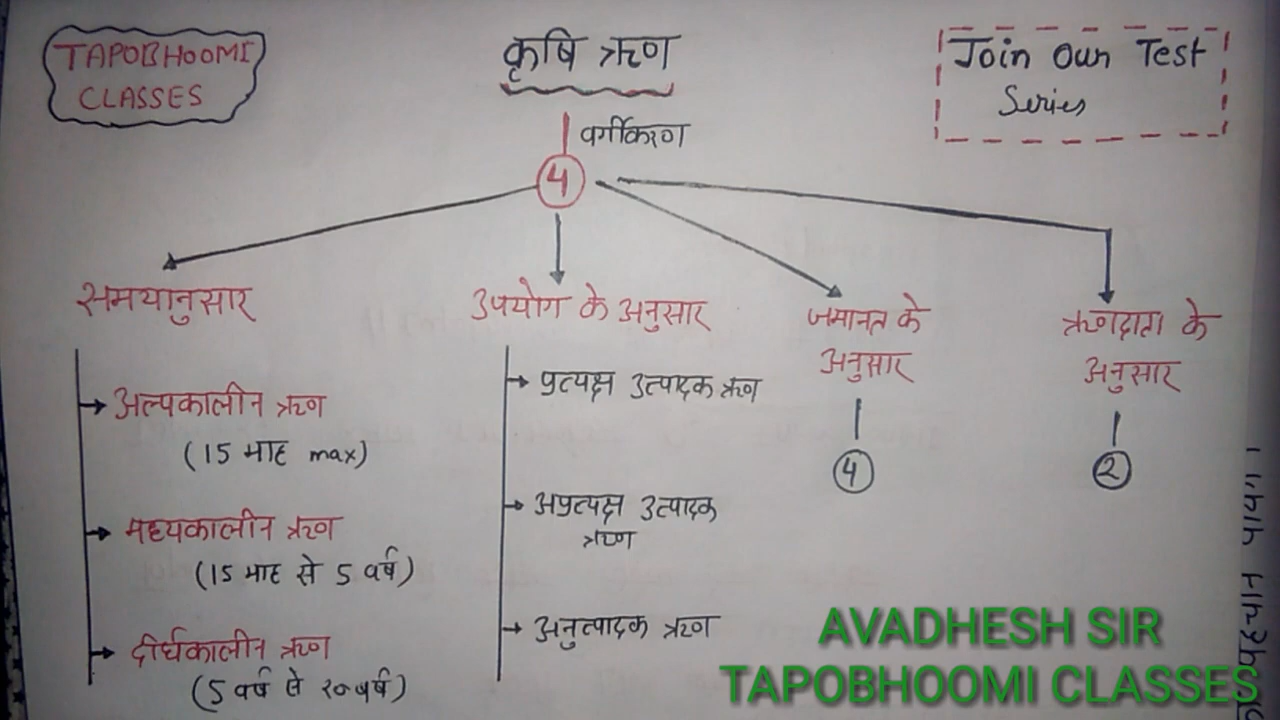 TAPOBHOOMI
CLASSES
कृषि ऋण
Join Our Test
Series
वर्गीकरण
4
समयानुसार
अल्पकालीन ऋण
(15 माह max)
मध्यकालीन ऋण
(15 माह से 5 वर्ष)
दीर्घकालीन ऋण
(5 वर्ष से २० वर्ष)
उपयोग के अनुसार
प्रत्यक्ष उत्पादक ऋण
अप्रत्यक्ष उत्पादक
ऋण
अनुत्पादक ऋण
जमानत के
अनुसार
4
ऋणदाता के
अनुसार
2
AVADHESH SIR
TAPOBHOOMI CLASSES